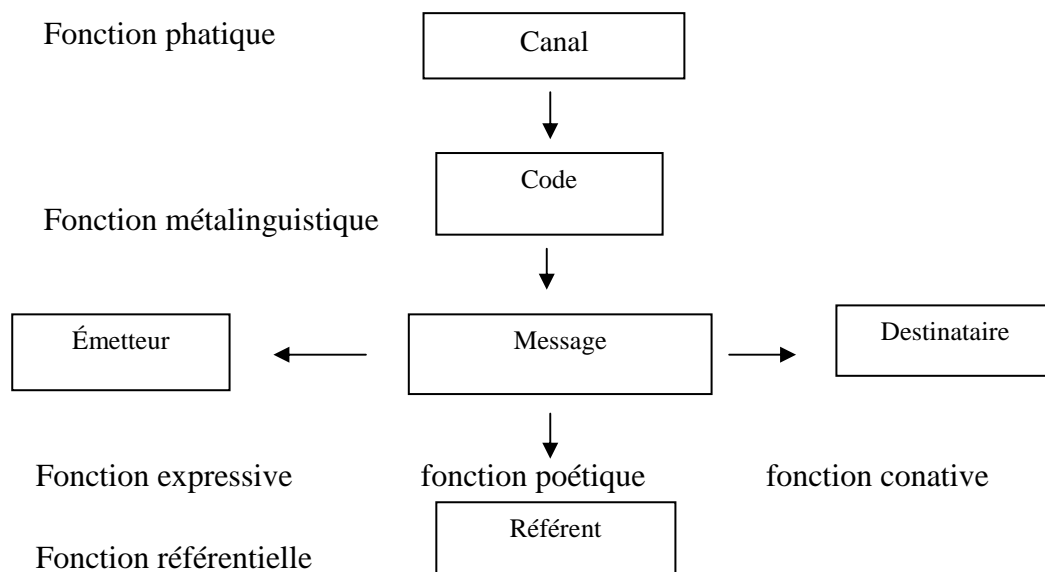 Fonction phatique
Canal
Code
Fonction métalinguistique
Émetteur
Message
Destinataire
Fonction expressive
fonction poétique
fonction conative
Référent
Fonction référentielle